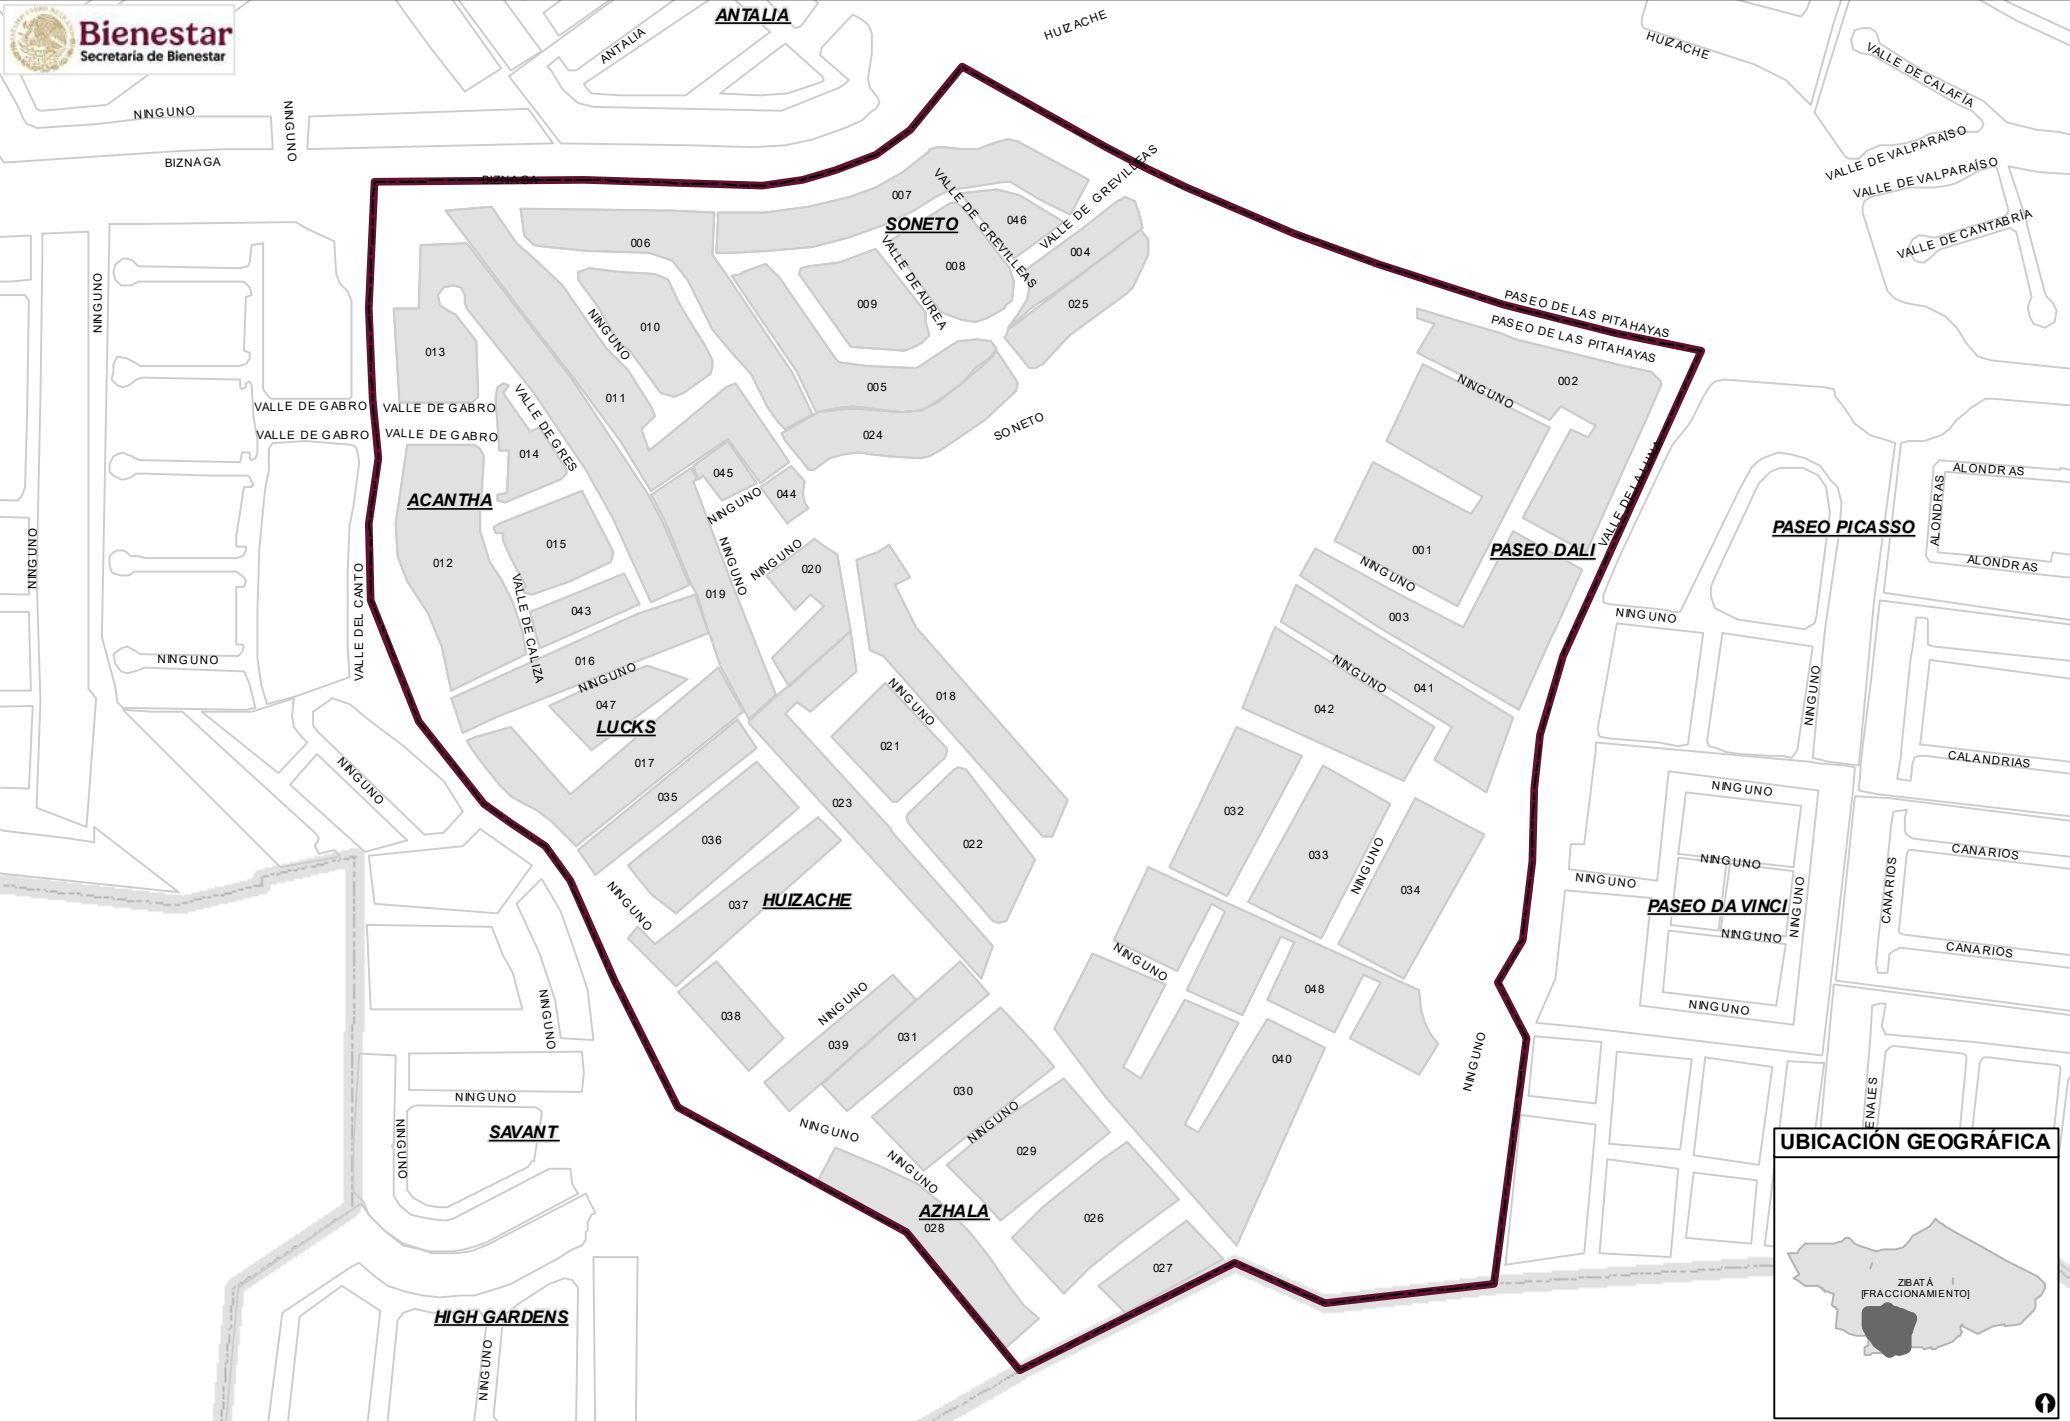 Bienestar
Secretaría de Bienestar
ANTALIA
ANTALIA
HUIZACHE
HUIZACHE
VALLE DE CALAFÍA
VALLE DE VALPARAÍSO
VALLE DE VALPARAÍSO
VALLE DE CANTABRÍA
NINGUNO
NINGUNO
BIZNAGA
BIZNAGA
007
SONETO
VALLE DE GREVILLEAS
VALLE DE GREVILLEAS
046
006
004
008
009
025
VALLE DE AUREA
NINGUNO
NINGUNO
010
013
011
005
024
SONETO
PASEO DE LAS PITAHAYAS
PASEO DE LAS PITAHAYAS
002
NINGUNO
VALLE DE GABRO
VALLE DE GABRO
VALLE DE GABRO
VALLE DE GABRO
VALLE DE GRES
014
ACANTHA
045
044
NINGUNO
NINGUNO
NINGUNO
015
012
020
019
043
VALLE DE CALIZA
VALLE DEL CANTO
NINGUNO
NINGUNO
001
PASEO DALI
VALLE DE LA LUNA
NINGUNO
003
PASEO PICASSO
ALONDRAS
ALONDRAS
ALONDRAS
NINGUNO
NINGUNO
016
NINGUNO
047
LUCKS
017
018
NINGUNO
021
NINGUNO
041
042
CALANDRIAS
NINGUNO
035
023
036
022
032
033
NINGUNO
034
NINGUNO
NINGUNO
NINGUNO
PASEO DA VINCI
NINGUNO
NINGUNO
NINGUNO
CANARIOS
CANARIOS
CANARIOS
NINGUNO
037
HUIZACHE
NINGUNO
048
038
NINGUNO
039
031
040
NINGUNO
NINGUNO
030
NINGUNO
029
NINGUNO
NINGUNO
NINGUNO
NINGUNO
SAVANT
AZHALA
028
026
027
HIGH GARDENS
NINGUNO
ENALES
UBICACIÓN GEOGRÁFICA
ZIBATÁ
[FRACCIONAMIENTO]